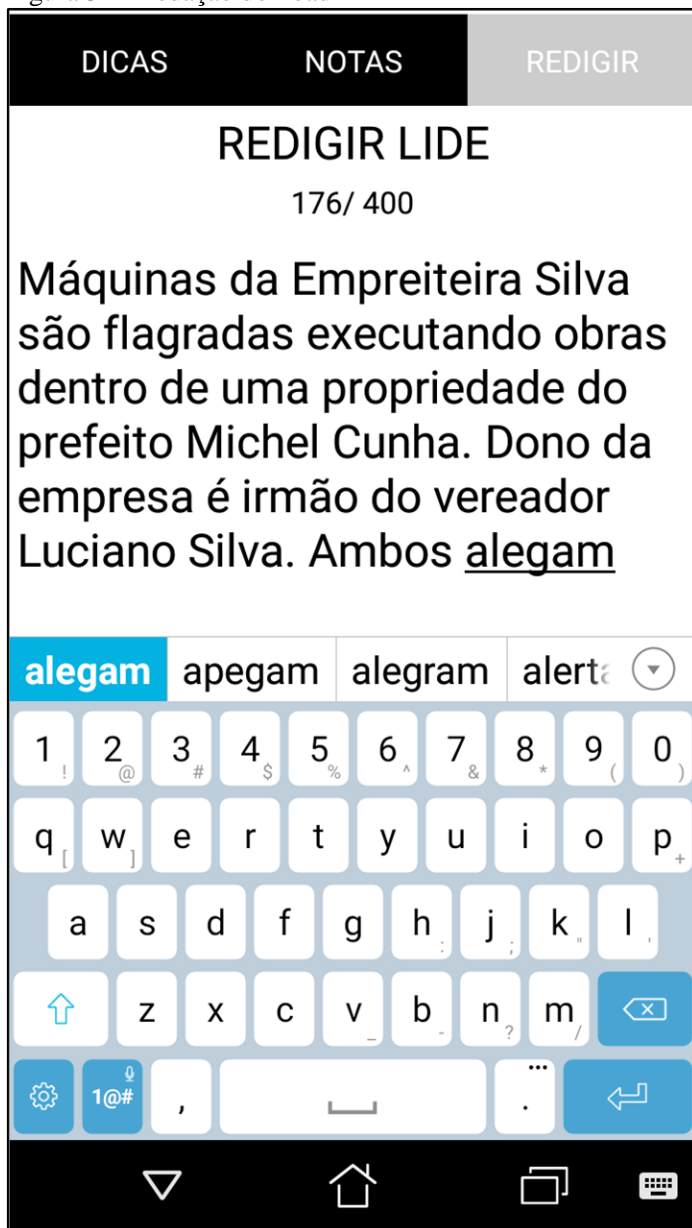 DICAS NOTAS REDIGIR
REDIGIR LIDE
176/ 400
Máquinas da Empreiteira Silva
são flagradas executando obras
dentro de uma propriedade do
prefeito Michel Cunha. Dono da
empresa é irmão do vereador
Luciano Silva. Ambos alegam
alegam apegam alegram alerta
1 ! 2 @ 3 # 4 $ 5 % 6 ^ 7 & 8 * 9 ( 0 )
q [ w ] e r t y u i o p +
a s d f g h : j ; k " l '
z x c v _ b - n ? m /
1@# , ... .